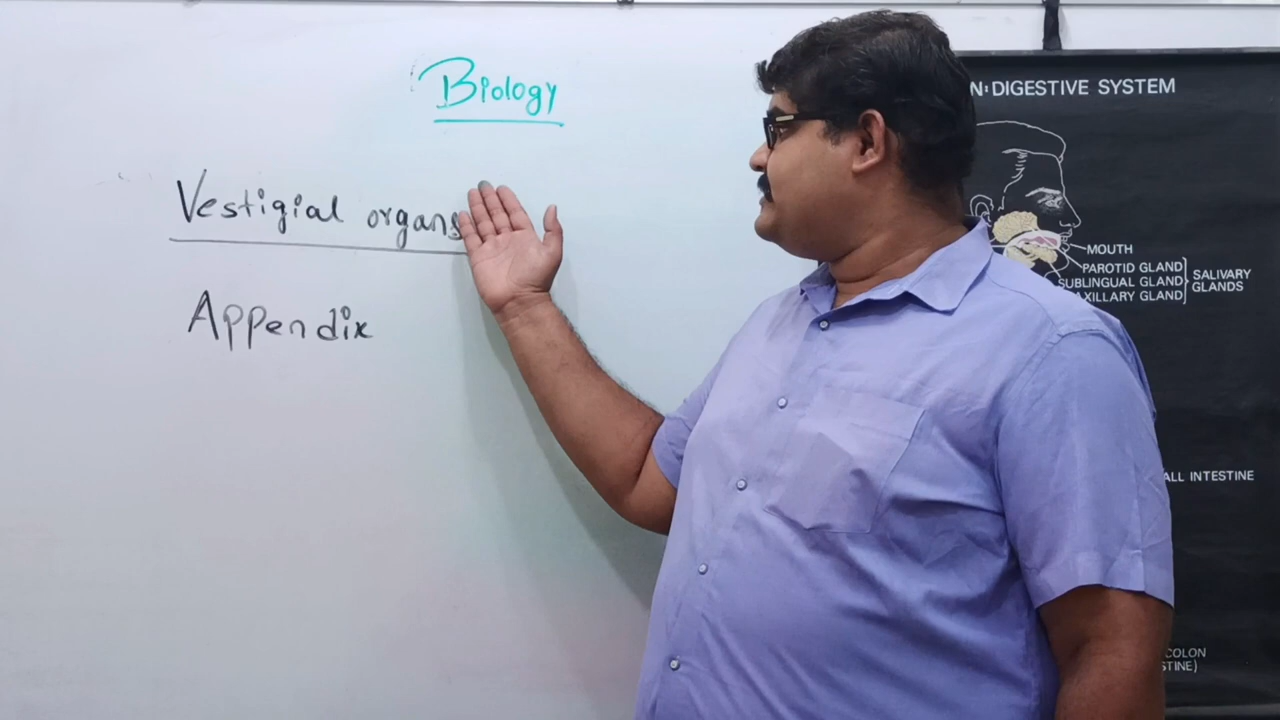 Biology
Vestigial organs
Appendix
N: DIGESTIVE SYSTEM
MOUTH
PAROTID GLAND
SUBLINGUAL GLAND
AXILLARY GLAND
SALIVARY
GLANDS
ALL INTESTINE
COLON
STINE)